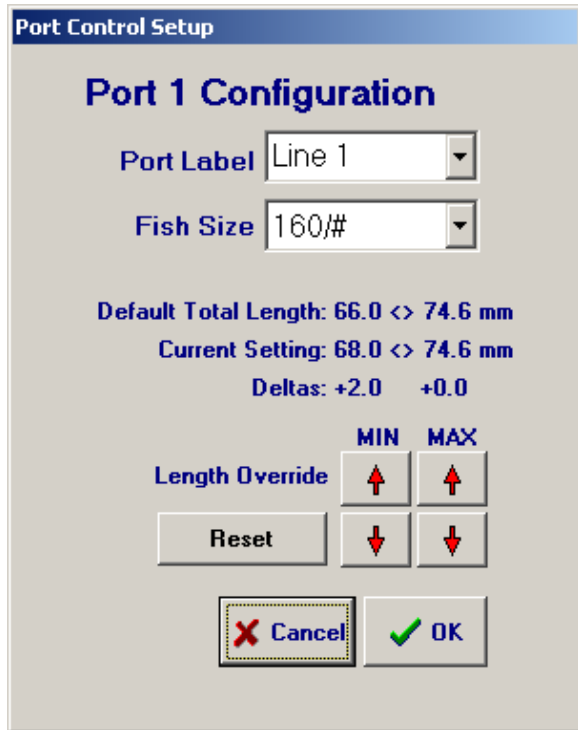 Port Control Setup
Port 1 Configuration
Port Label Line 1
Fish Size 160/#
Default Total Length: 66.0 <> 74.6 mm
Current Setting: 68.0 <> 74.6 mm
Deltas: +2.0 +0.0
MIN MAX
Length Override
Reset
Cancel OK